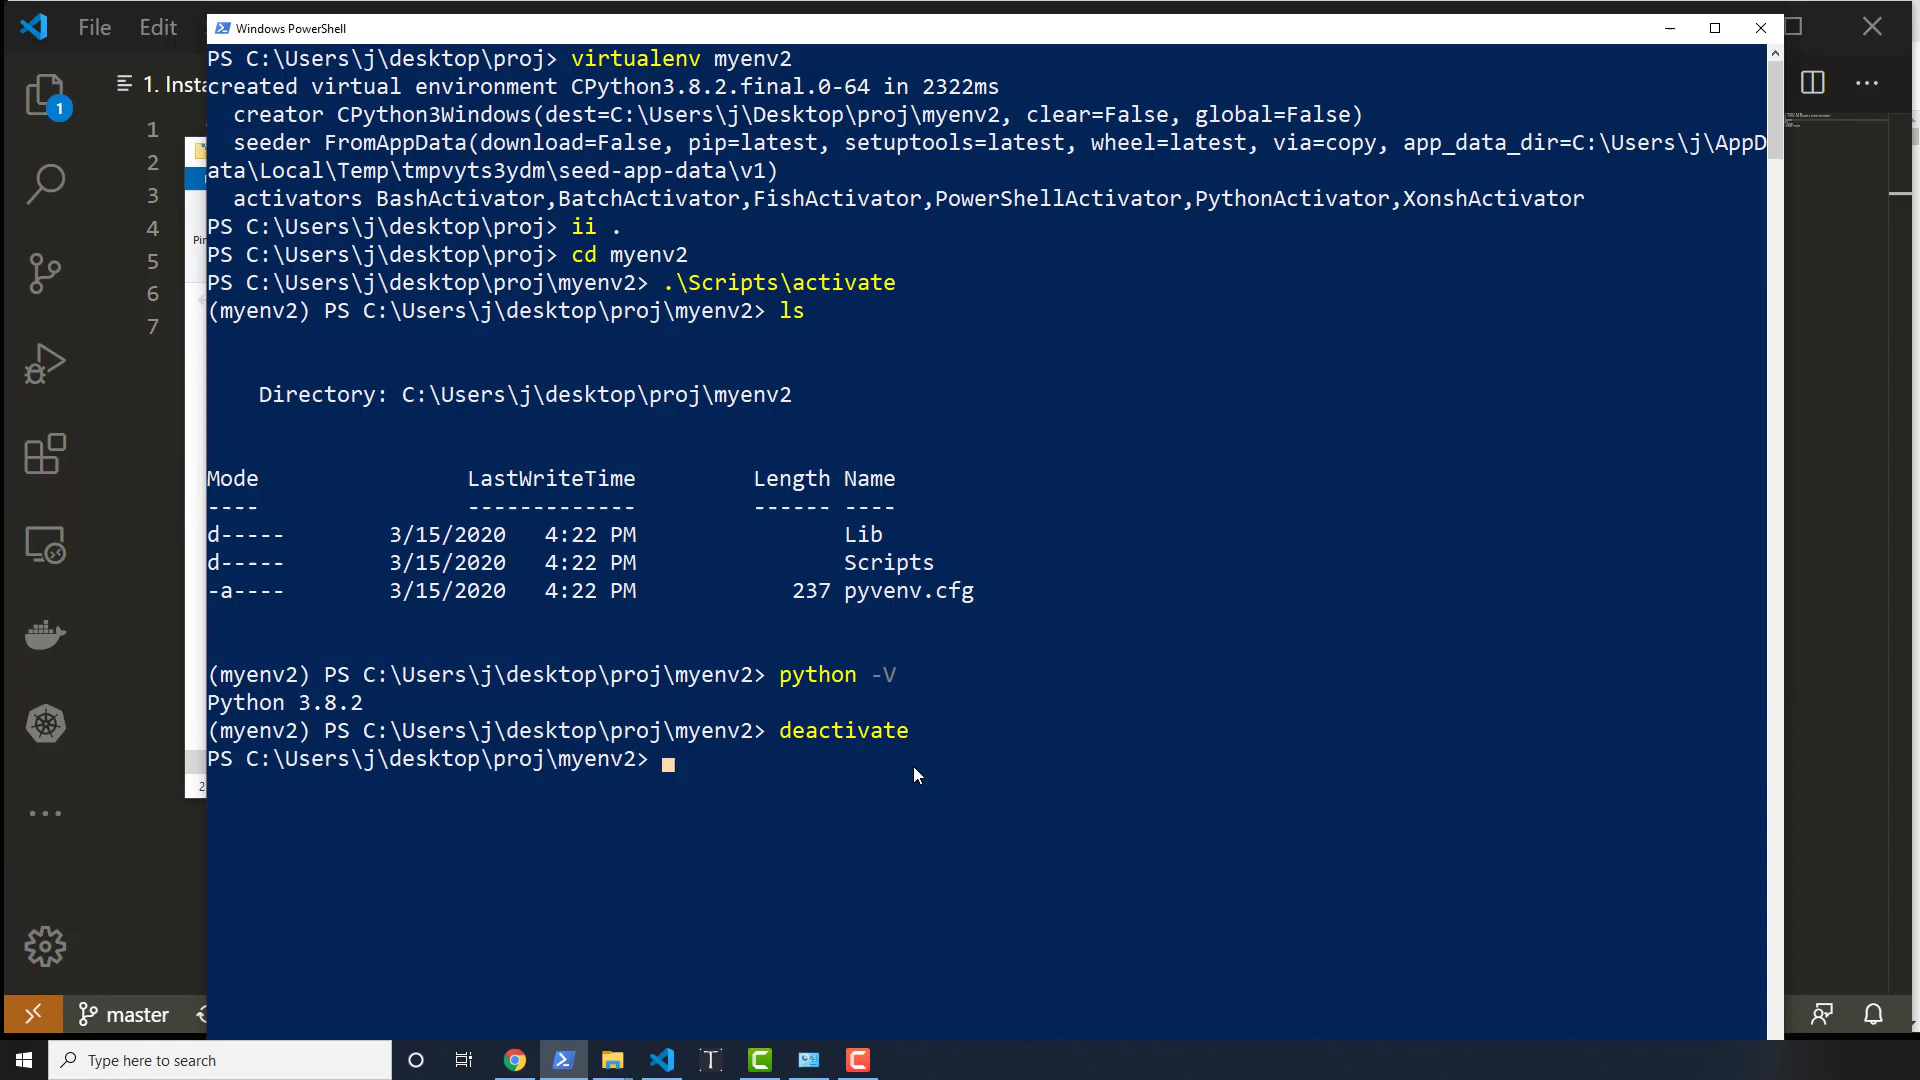 File Edit
Windows PowerShell
1
1. Insta
1
2
3
4
5
6
7
Pin
2
PS C:\Users\j\desktop\proj> virtualenv myenv2
created virtual environment CPython3.8.2.final.0-64 in 2322ms
  creator CPython3Windows(dest=C:\Users\j\Desktop\proj\myenv2, clear=False, global=False)
  seeder FromAppData(download=False, pip=latest, setuptools=latest, wheel=latest, via=copy, app_data_dir=C:\Users\j\AppD
ata\Local\Temp\tmpvyts3ydm\seed-app-data\v1)
  activators BashActivator,BatchActivator,FishActivator,PowerShellActivator,PythonActivator,XonshActivator
PS C:\Users\j\desktop\proj> ii .
PS C:\Users\j\desktop\proj> cd myenv2
PS C:\Users\j\desktop\proj\myenv2> .\Scripts\activate
(myenv2) PS C:\Users\j\desktop\proj\myenv2> ls
    Directory: C:\Users\j\desktop\proj\myenv2
Mode                LastWriteTime         Length Name
----                -------------         ------ ----
d-----        3/15/2020   4:22 PM                Lib
d-----        3/15/2020   4:22 PM                Scripts
-a----        3/15/2020   4:22 PM            237 pyvenv.cfg
(myenv2) PS C:\Users\j\desktop\proj\myenv2> python -V
Python 3.8.2
(myenv2) PS C:\Users\j\desktop\proj\myenv2> deactivate
PS C:\Users\j\desktop\proj\myenv2>
master
Type here to search